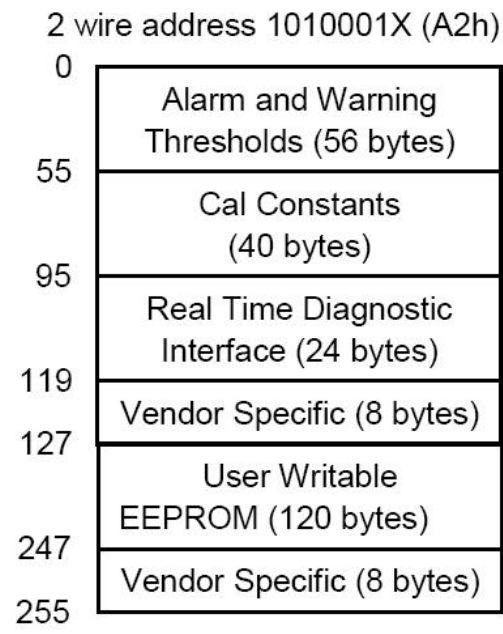 2 wire address 1010001X (A2h)
0
Alarm and Warning
Thresholds (56 bytes)
55
Cal Constants
(40 bytes)
95
Real Time Diagnostic
Interface (24 bytes)
119
Vendor Specific (8 bytes)
127
User Writable
EEPROM (120 bytes)
247
Vendor Specific (8 bytes)
255